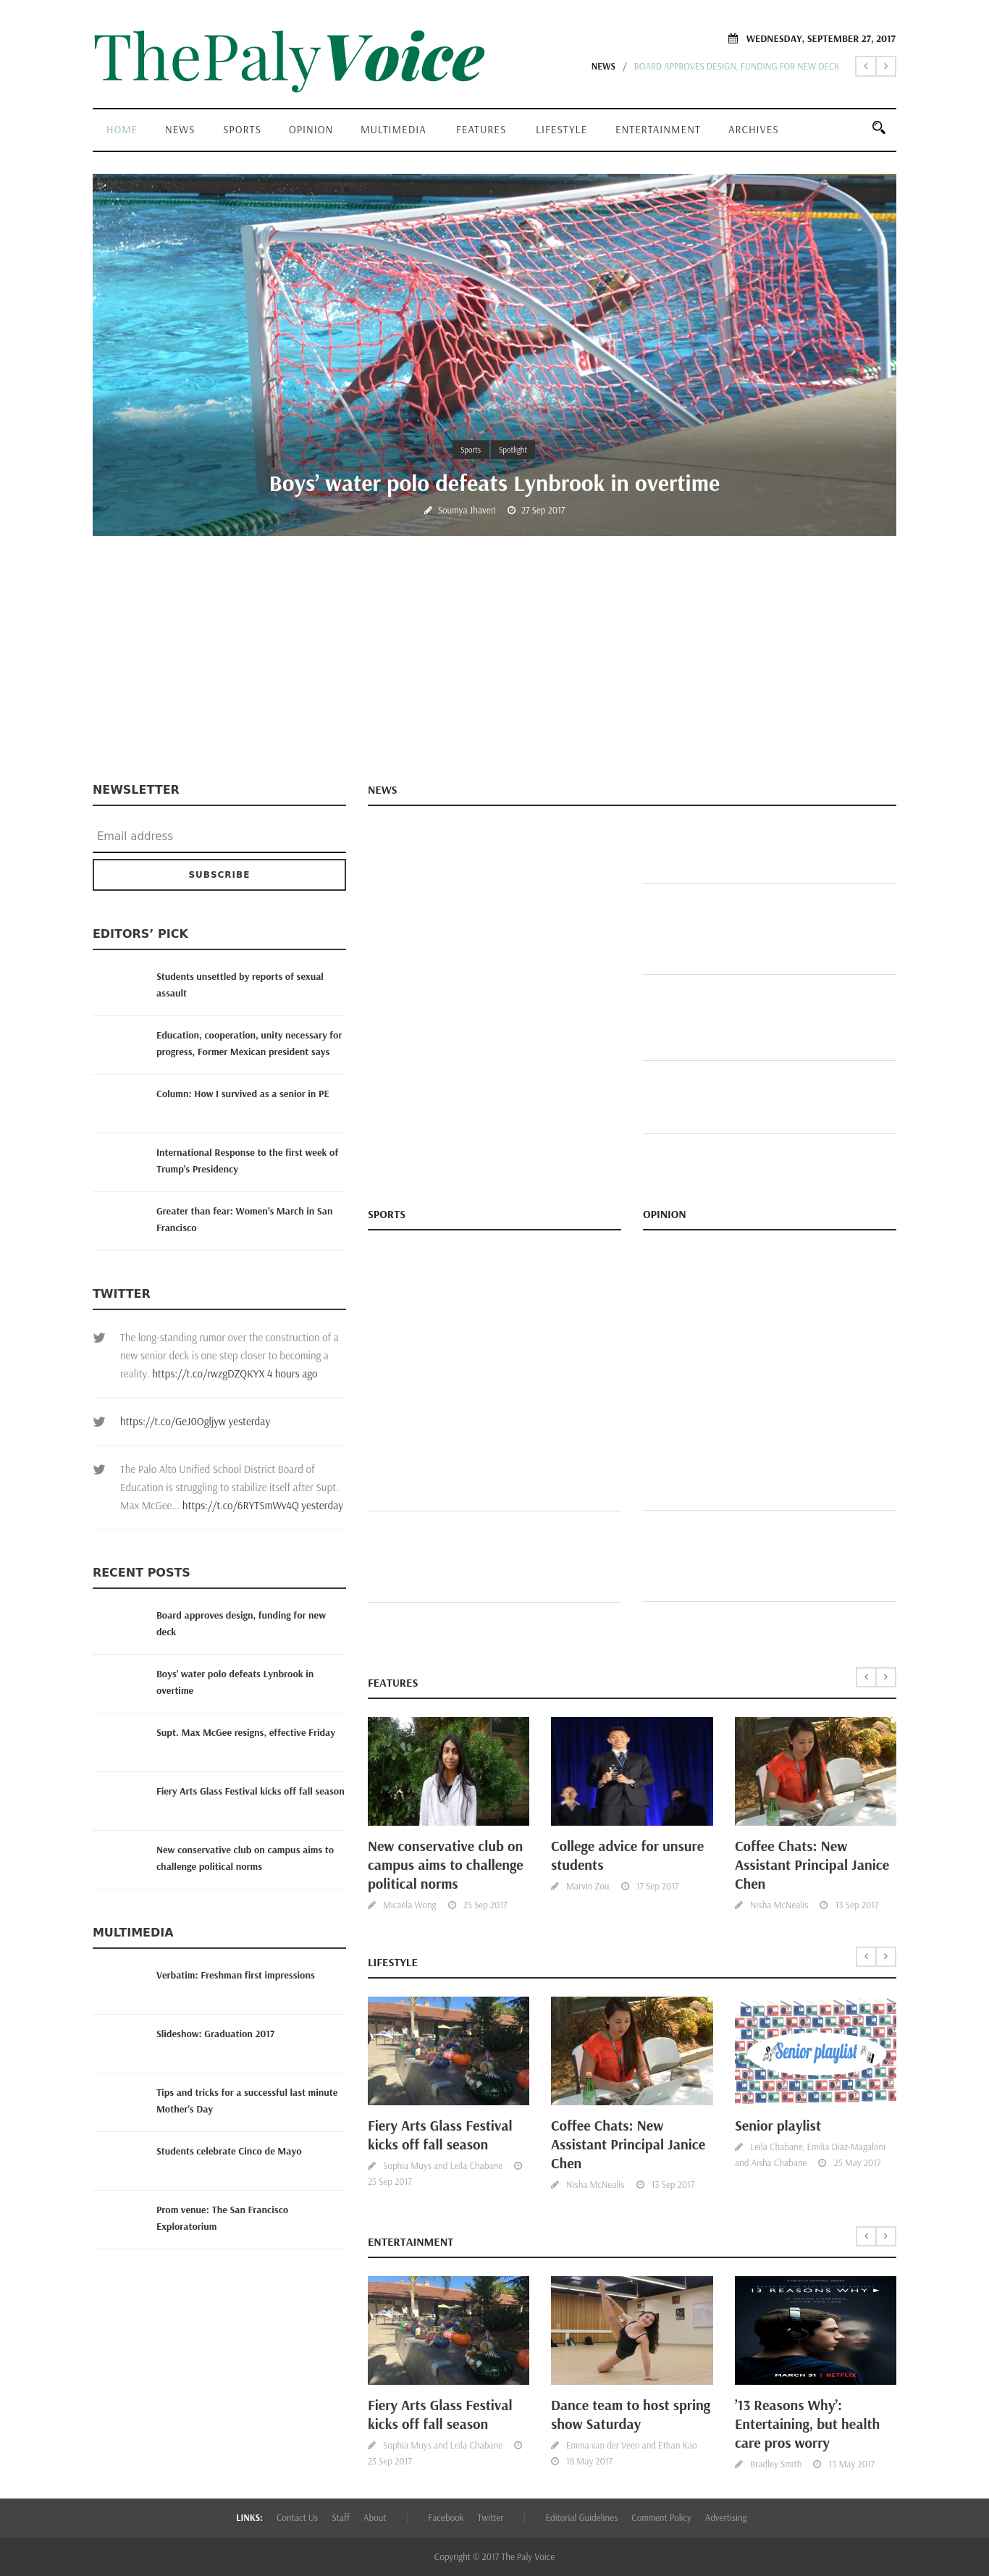 ThePalyVoice
WEDNESDAY, SEPTEMBER 27, 2017
NEWS / BOARD APPROVES DESIGN, FUNDING FOR NEW DECK
HOME NEWS SPORTS OPINION MULTIMEDIA FEATURES LIFESTYLE ENTERTAINMENT ARCHIVES
Sports Spotlight
Boys’ water polo defeats Lynbrook in overtime
Soumya Jhaveri 27 Sep 2017
NEWSLETTER
Email address
SUBSCRIBE
EDITORS’ PICK
Students unsettled by reports of sexual
assault
Education, cooperation, unity necessary for
progress, Former Mexican president says
Column: How I survived as a senior in PE
International Response to the first week of
Trump’s Presidency
Greater than fear: Women’s March in San
Francisco
TWITTER
The long-standing rumor over the construction of a
new senior deck is one step closer to becoming a
reality. https://t.co/rwzgDZQKYX 4 hours ago
https://t.co/GeJ0Ogljyw yesterday
The Palo Alto Unified School District Board of
Education is struggling to stabilize itself after Supt.
Max McGee... https://t.co/6RYTSmWv4Q yesterday
RECENT POSTS
Board approves design, funding for new
deck
Boys’ water polo defeats Lynbrook in
overtime
Supt. Max McGee resigns, effective Friday
Fiery Arts Glass Festival kicks off fall season
New conservative club on campus aims to
challenge political norms
MULTIMEDIA
Verbatim: Freshman first impressions
Slideshow: Graduation 2017
Tips and tricks for a successful last minute
Mother’s Day
Students celebrate Cinco de Mayo
Prom venue: The San Francisco
Exploratorium
NEWS
SPORTS
OPINION
FEATURES
New conservative club on
campus aims to challenge
political norms
Micaela Wong 25 Sep 2017
College advice for unsure
students
Marvin Zou 17 Sep 2017
Coffee Chats: New
Assistant Principal Janice
Chen
Nisha McNealis 13 Sep 2017
LIFESTYLE
Fiery Arts Glass Festival
kicks off fall season
Sophia Muys and Leila Chabane
25 Sep 2017
Coffee Chats: New
Assistant Principal Janice
Chen
Nisha McNealis 13 Sep 2017
Senior playlist
Senior playlist
Leila Chabane, Emilia Diaz-Magaloni
and Aisha Chabane 25 May 2017
ENTERTAINMENT
Fiery Arts Glass Festival
kicks off fall season
Sophia Muys and Leila Chabane
25 Sep 2017
Dance team to host spring
show Saturday
Emma van der Veen and Ethan Kao
18 May 2017
13 REASONS WHY
MARCH 31 | NETFLIX
’13 Reasons Why’:
Entertaining, but health
care pros worry
Bradley Smith 13 May 2017
LINKS: Contact Us Staff About | Facebook Twitter | Editorial Guidelines Comment Policy Advertising
Copyright © 2017 The Paly Voice